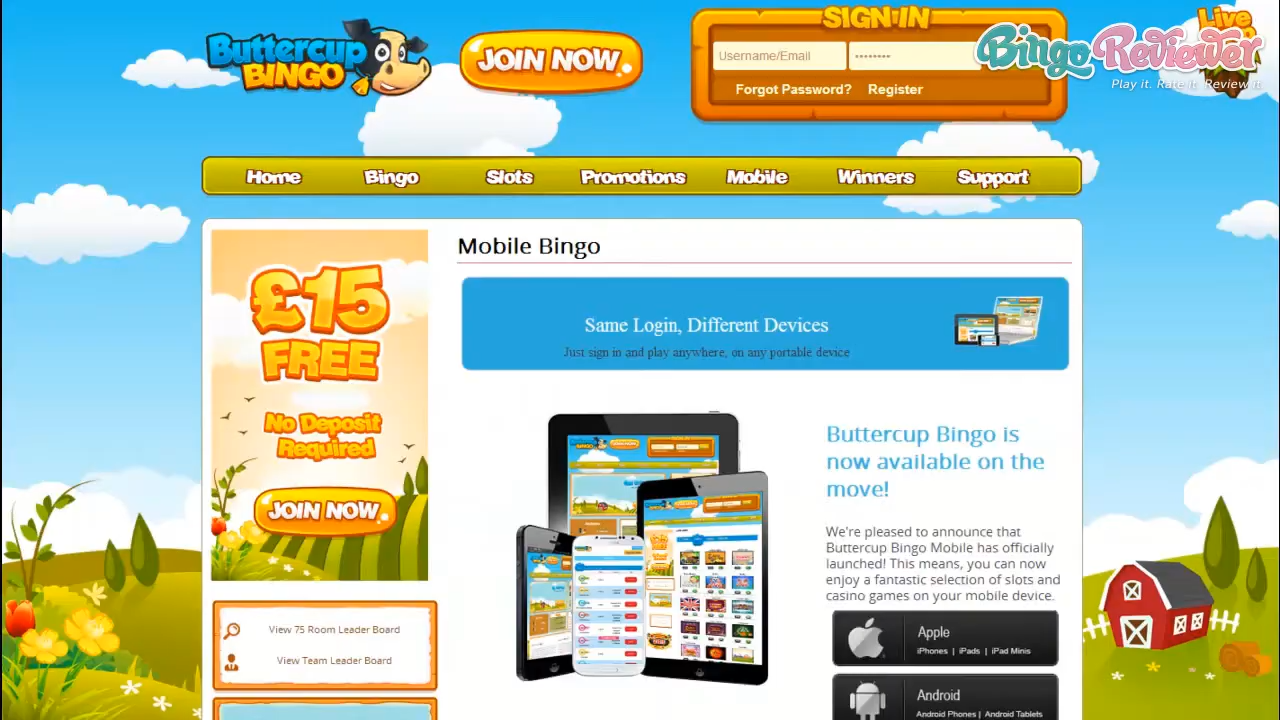 Buttercup
BINGO
JOIN NOW
SIGN IN
Username/Email
Forgot Password?
Register
Live
Bingo Reviewer
Play it. Rate it. Review it
Home
Bingo
Slots
Promotions
Mobile
Winners
Support
£15
FREE
No Deposit
Required
JOIN NOW
View 75 Room Leader Board
View Team Leader Board
Mobile Bingo
Same Login, Different Devices
Just sign in and play anywhere, on any portable device
Buttercup Bingo is
now available on the
move!
We're pleased to announce that
Buttercup Bingo Mobile has officially
launched! This means, you can now
enjoy a fantastic selection of slots and
casino games on your mobile device.
Apple
iPhones | iPads | iPad Minis
Android
Android Phones | Android Tablets